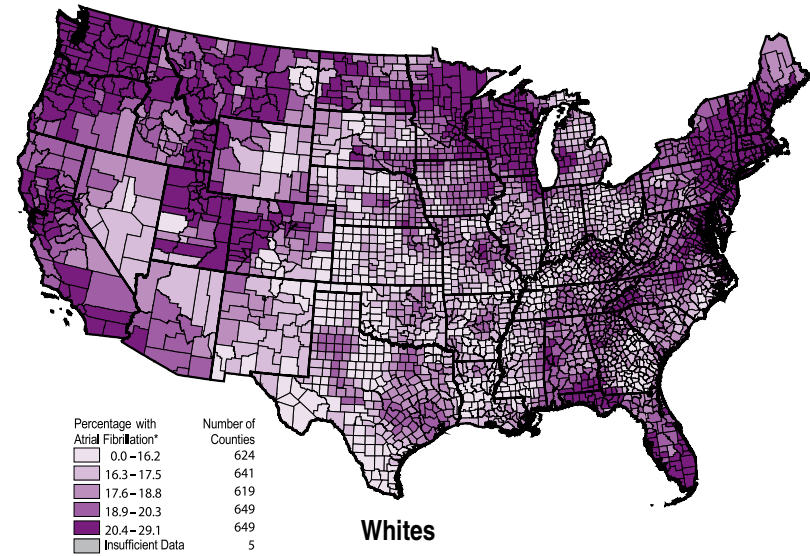 Percentage with Number of
Atrial Fibrillation* Counties
0.0–16.2 624
16.3–17.5 641
17.6–18.8 619
18.9–20.3 649
20.4–29.1 649
Insufficient Data 5
Whites